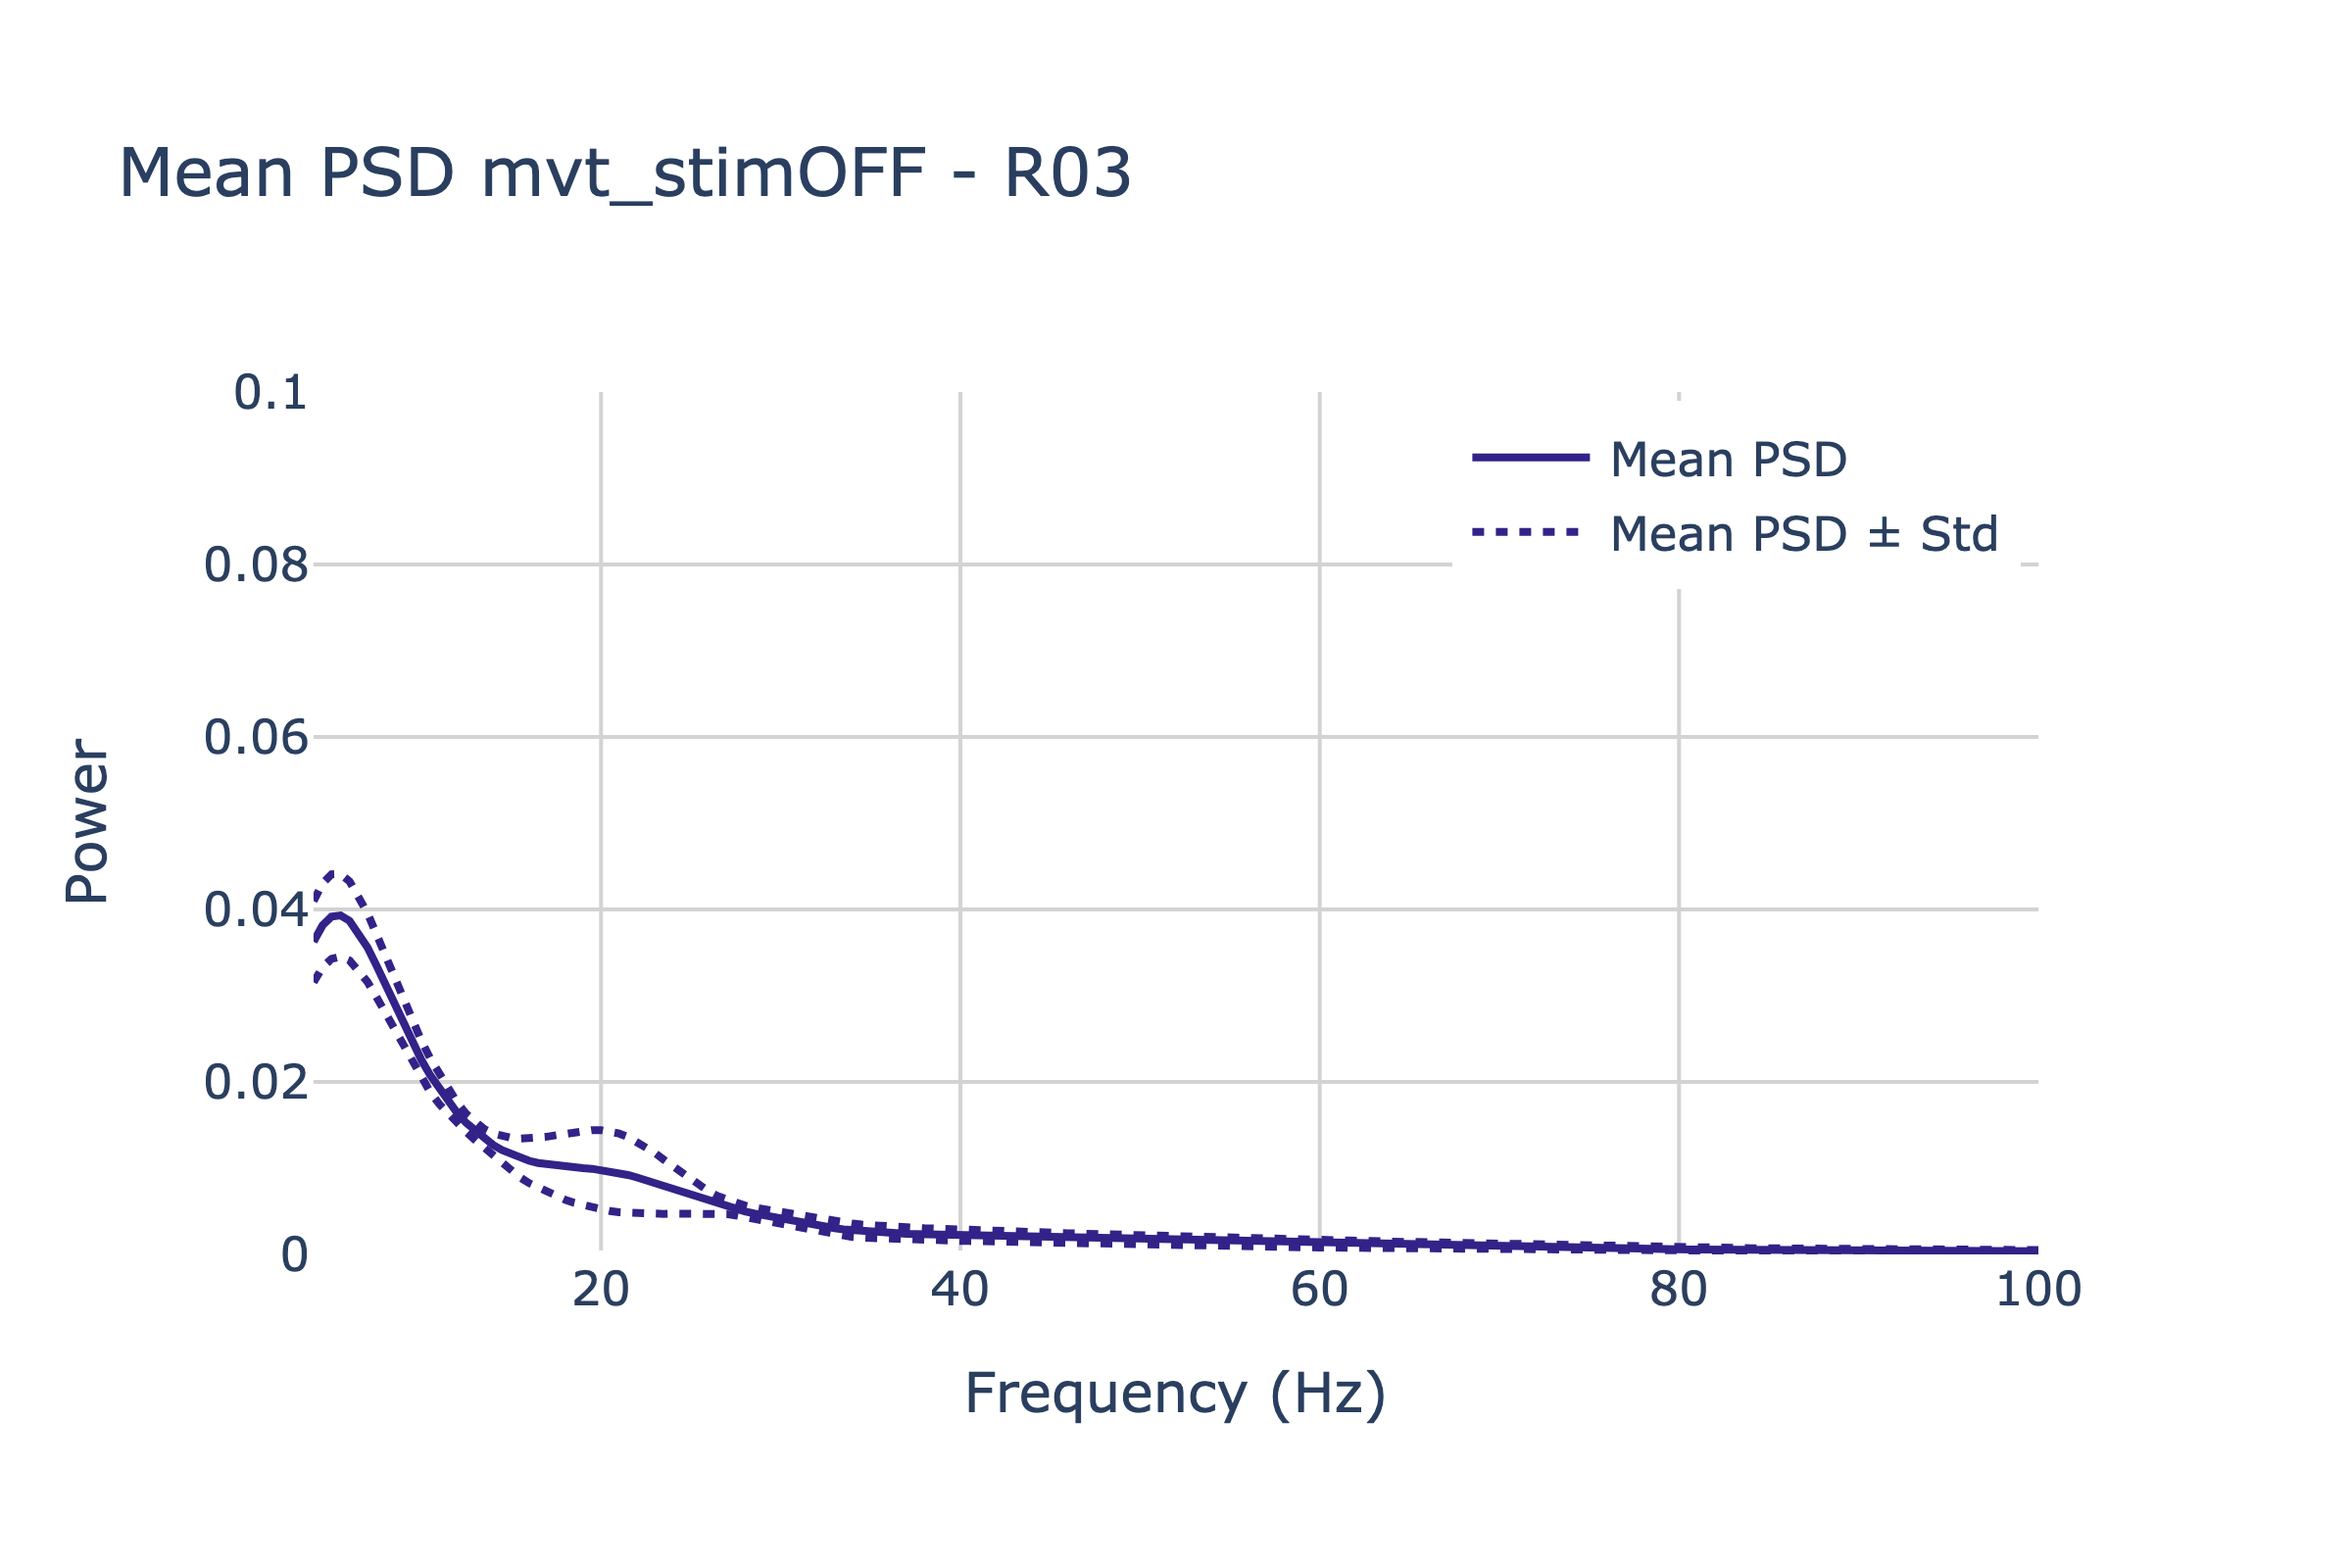 Mean PSD mvt_stimOFF - R03
0.1
0.08
0.06
0.04
0.02
0
Power
Mean PSD
Mean PSD ± Std
20
40
60
80
100
Frequency (Hz)